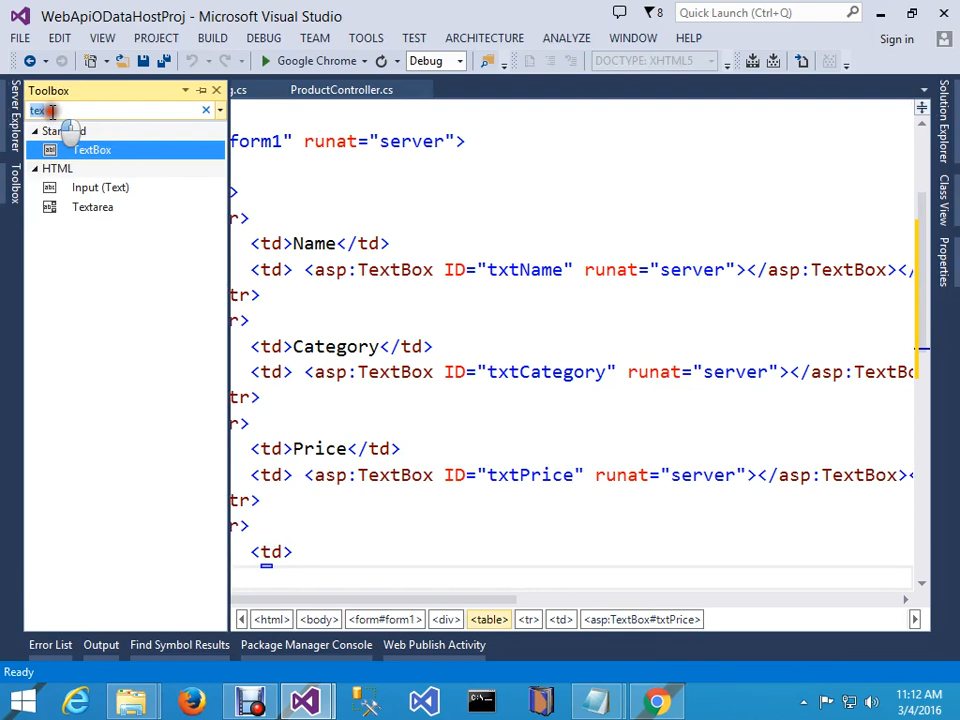 WebApiODataHostProj - Microsoft Visual Studio
8
Quick Launch (Ctrl+Q)
FILE EDIT VIEW PROJECT BUILD DEBUG TEAM TOOLS TEST ARCHITECTURE ANALYZE WINDOW HELP
Sign in
Google Chrome
Debug
DOCTYPE: XHTML5
Server Explorer
Toolbox
Toolbox
tex
TextBox
HTML
Input (Text)
Textarea
g.cs
ProductController.cs
form1" runat="server">
>
r>
<td>Name</td>
<td> <asp:TextBox ID="txtName" runat="server"></asp:TextBox></
tr>
r>
<td>Category</td>
<td> <asp:TextBox ID="txtCategory" runat="server"></asp:TextBo
tr>
r>
<td>Price</td>
<td> <asp:TextBox ID="txtPrice" runat="server"></asp:TextBox><
tr>
r>
<td>
<html> <body> <form#form1> <div> <table> <tr> <td> <asp:TextBox#txtPrice>
Solution Explorer
Class View
Properties
Error List Output Find Symbol Results Package Manager Console Web Publish Activity
Ready
11:12 AM
3/4/2016